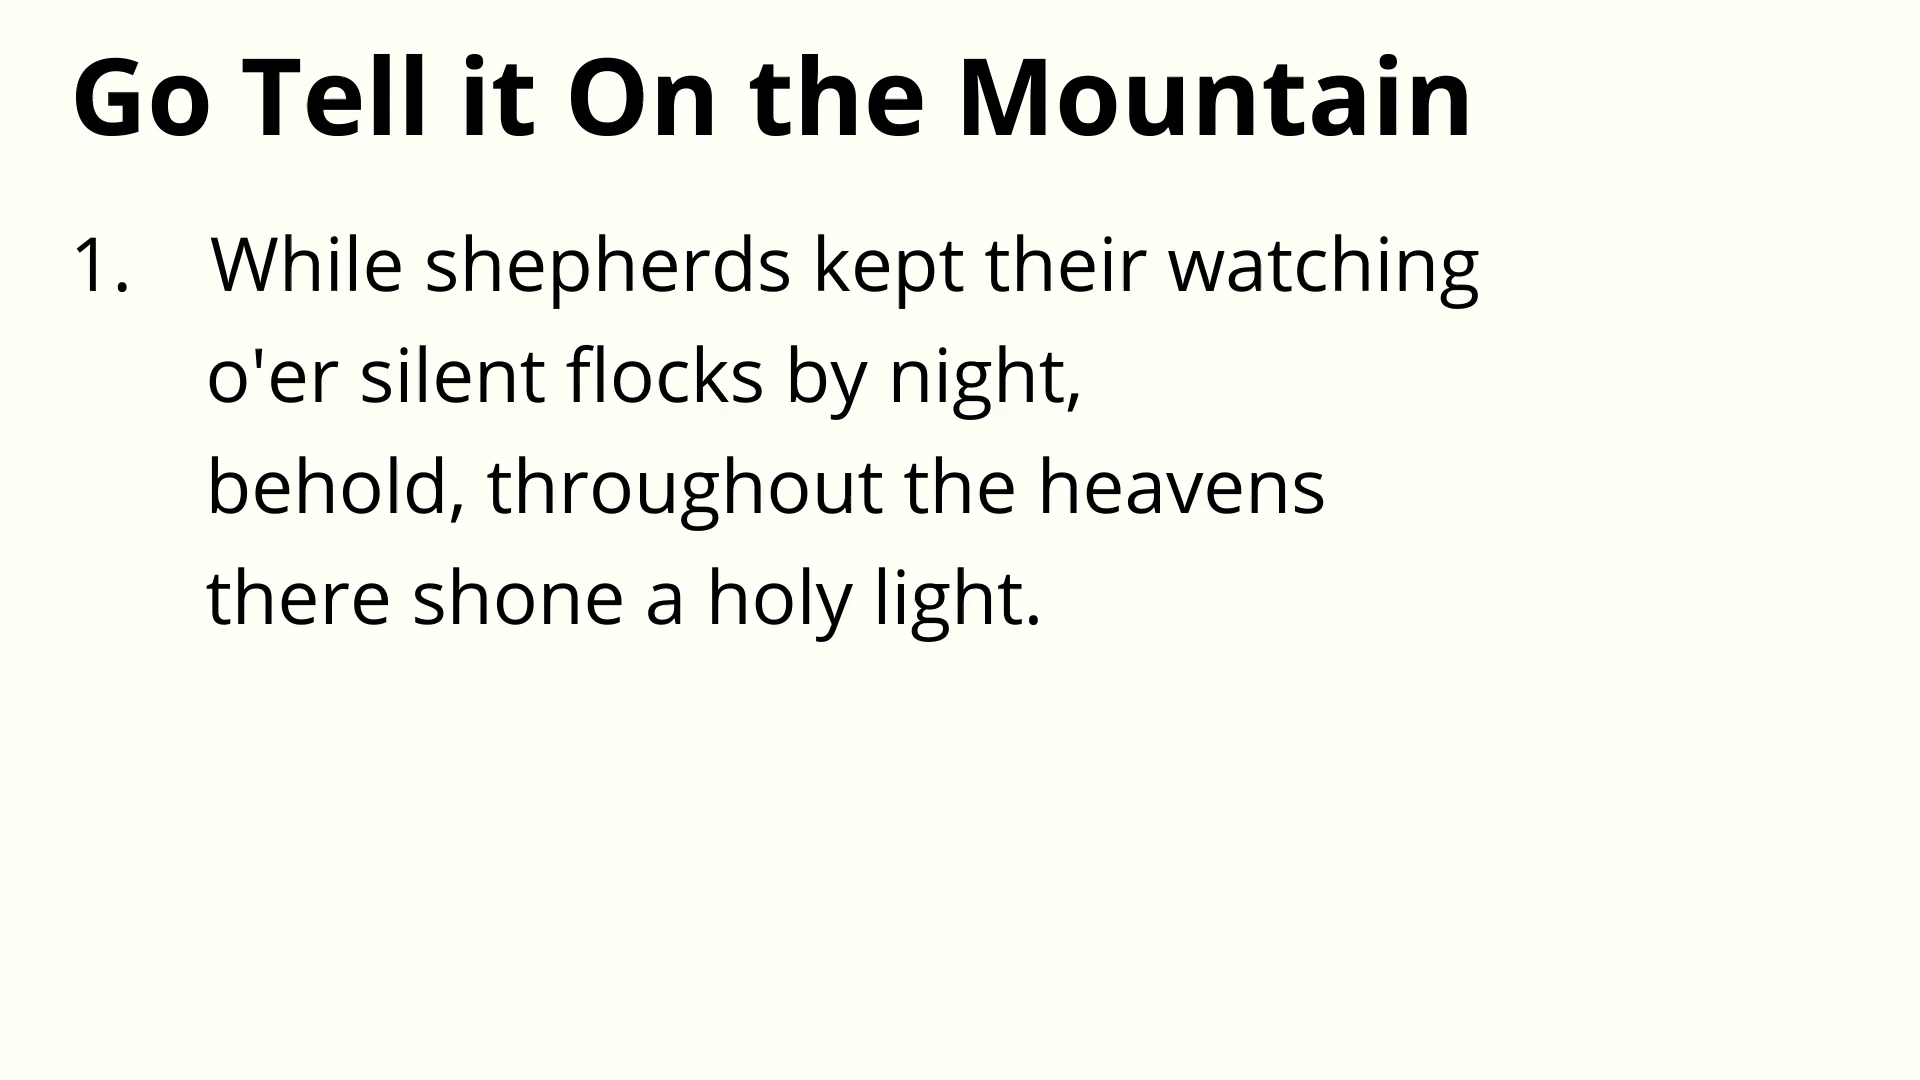 Go Tell it On the Mountain
1. While shepherds kept their watching
o'er silent flocks by night,
behold, throughout the heavens
there shone a holy light.